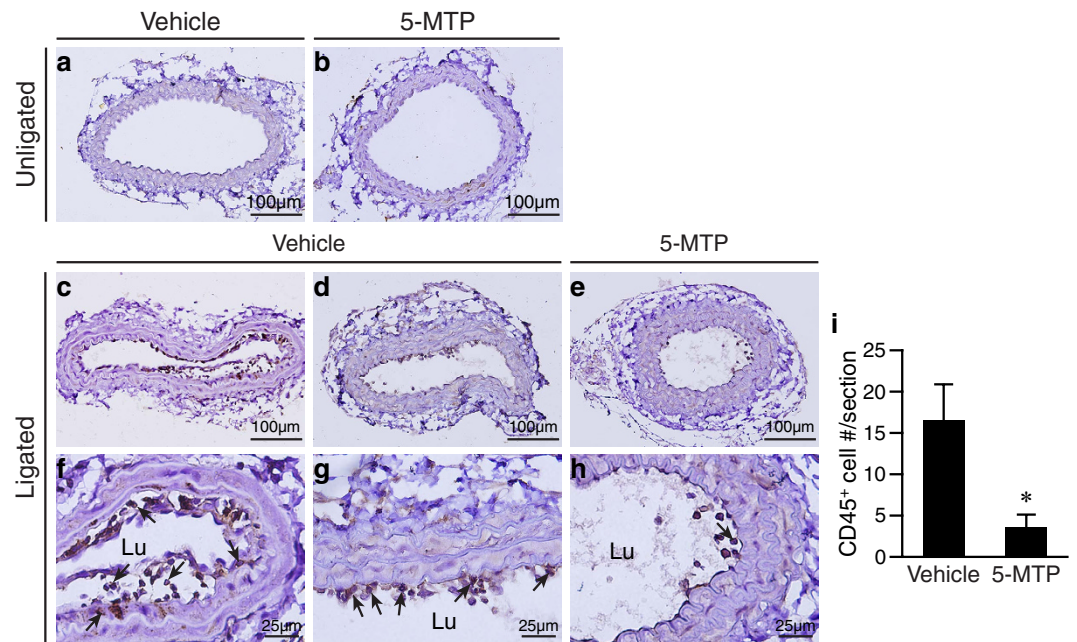 Vehicle 5-MTP
Unligated
a b
100µm 100µm
Vehicle 5-MTP
Ligated
c d e
100µm 100µm 100µm
f g h
Lu Lu Lu
25µm 25µm 25µm
i
CD45⁺ cell #/section
25
20
15
10
5
0
*
Vehicle 5-MTP